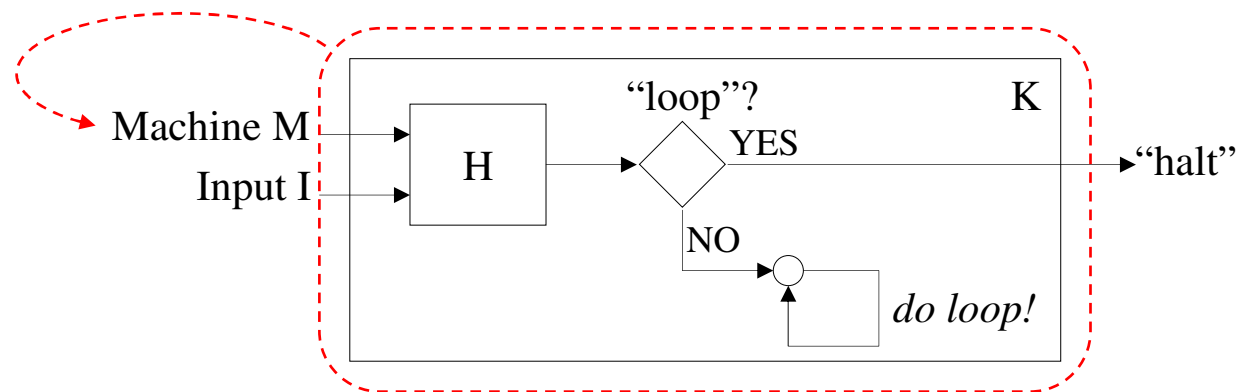 “loop”?
K
Machine M
YES
“halt”
H
Input I
NO
do loop!